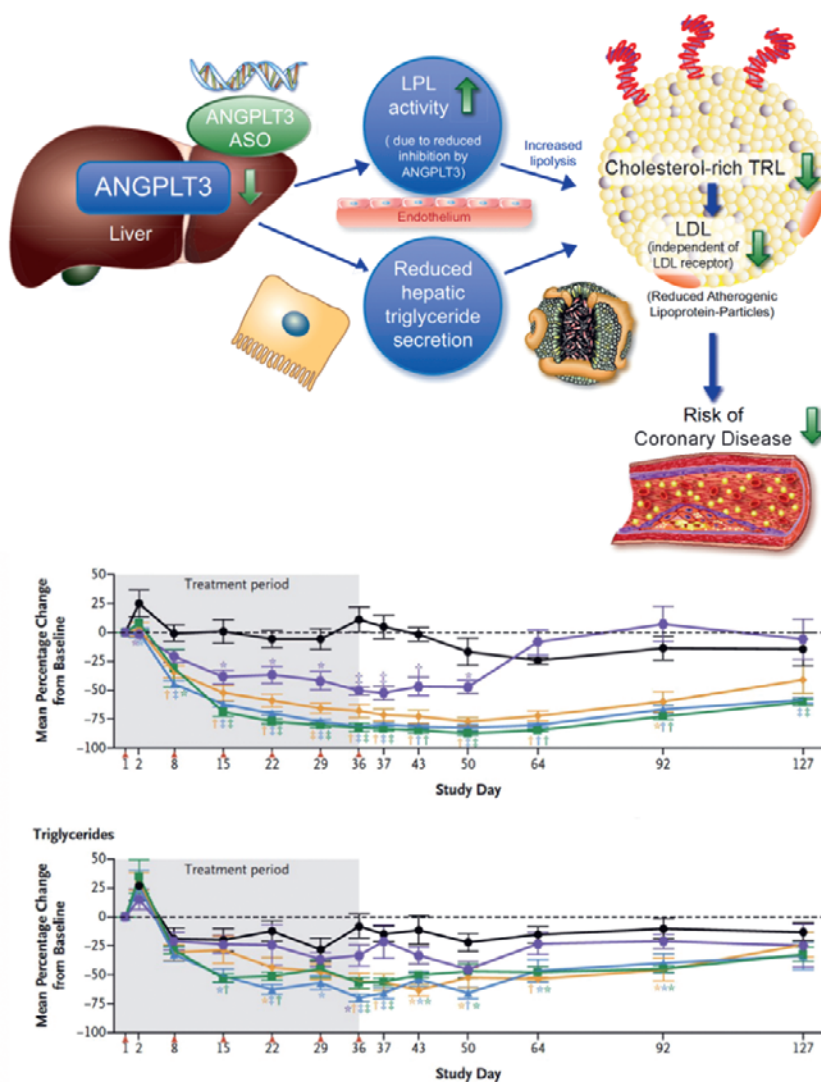 ANGPLT3
ASO
ANGPLT3
Liver
LPL
activity
( due to reduced
inhibition by
ANGPLT3)
Increased
lipolysis
Endothelium
Reduced
hepatic
triglyceride
secretion
Cholesterol-rich TRL
LDL
(independent of
LDL receptor)
(Reduced Atherogenic
Lipoprotein-Particles)
Risk of
Coronary Disease
Mean Percentage Change
from Baseline
50
25
0
−25
−50
−75
−100
Treatment period
1 2 8 15 22 29 36 37 43 50 64 92 127
Study Day
Triglycerides
Mean Percentage Change
from Baseline
50
25
0
−25
−50
−75
−100
Treatment period
1 2 8 15 22 29 36 37 43 50 64 92 127
Study Day